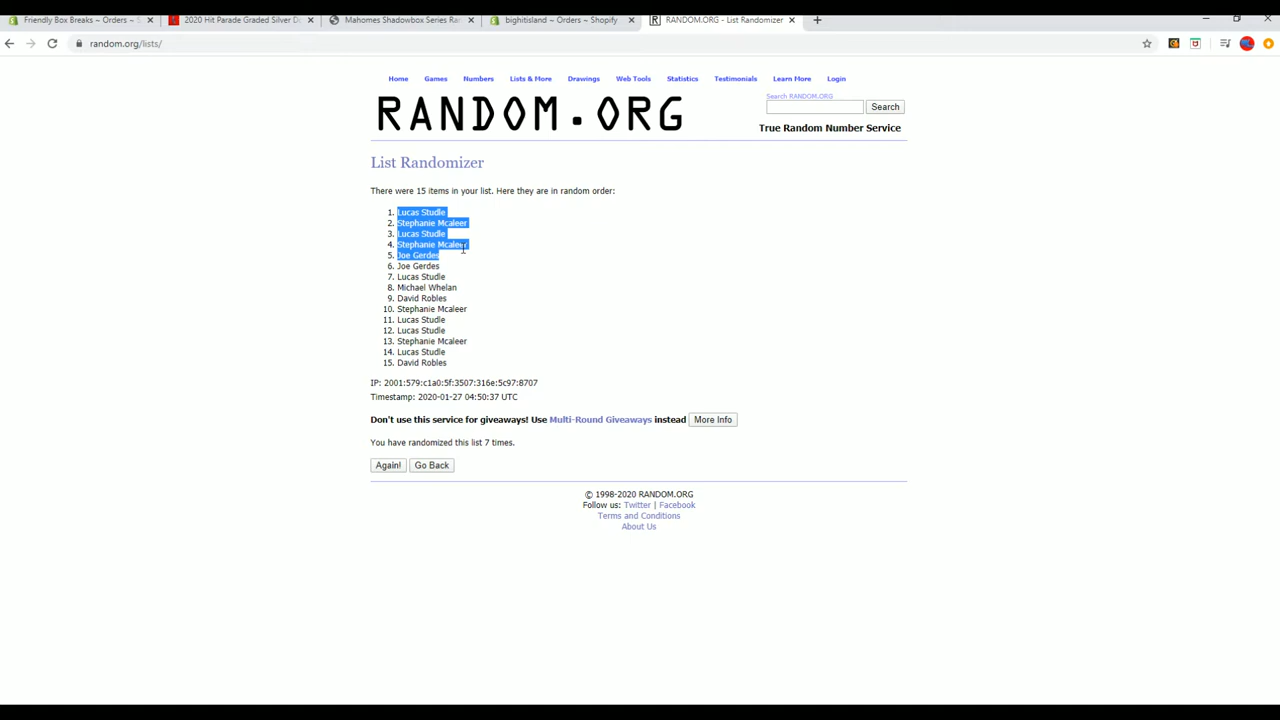 Friendly Box Breaks ~ Orders ~ S
2020 Hit Parade Graded Silver D
Mahomes Shadowbox Series Ra
bighitisland ~ Orders ~ Shopify
RANDOM.ORG - List Randomizer
random.org/lists/
Home Games Numbers Lists & More Drawings Web Tools Statistics Testimonials Learn More Login
Search RANDOM.ORG
Search
RANDOM.ORG
True Random Number Service
List Randomizer
There were 15 items in your list. Here they are in random order:
1. Lucas Studle
2. Stephanie Mcaleer
3. Lucas Studle
4. Stephanie Mcaleer
5. Joe Gerdes
6. Joe Gerdes
7. Lucas Studle
8. Michael Whelan
9. David Robles
10. Stephanie Mcaleer
11. Lucas Studle
12. Lucas Studle
13. Stephanie Mcaleer
14. Lucas Studle
15. David Robles
IP: 2001:579:c1a0:5f:3507:316e:5c97:8707
Timestamp: 2020-01-27 04:50:37 UTC
Don't use this service for giveaways! Use Multi-Round Giveaways instead More Info
You have randomized this list 7 times.
Again! Go Back
© 1998-2020 RANDOM.ORG
Follow us: Twitter | Facebook
Terms and Conditions
About Us